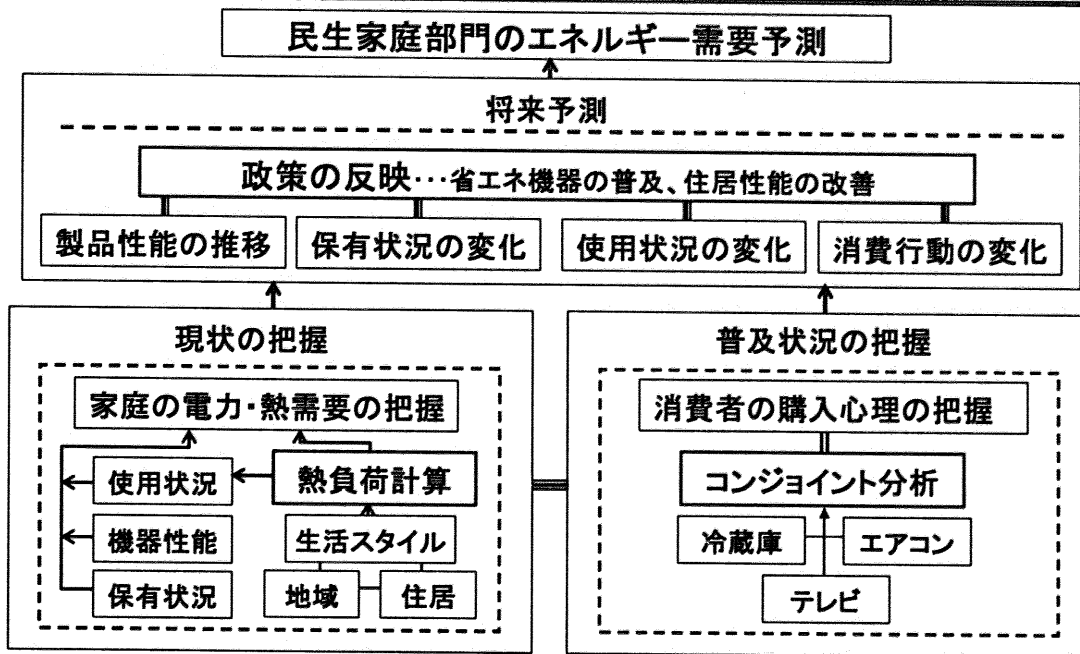 民生家庭部門のエネルギー需要予測
将来予測
政策の反映…省エネ機器の普及、住居性能の改善
製品性能の推移
保有状況の変化
使用状況の変化
消費行動の変化
現状の把握
家庭の電力・熱需要の把握
使用状況
熱負荷計算
機器性能
生活スタイル
保有状況
地域
住居
普及状況の把握
消費者の購入心理の把握
コンジョイント分析
冷蔵庫
エアコン
テレビ